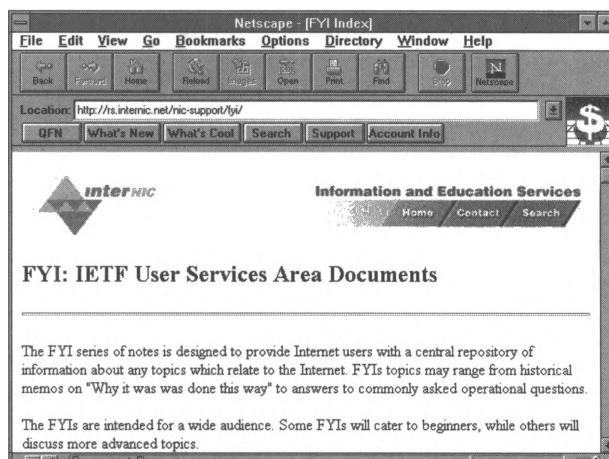 Netscape - [FYI Index]
File Edit View Go Bookmarks Options Directory Window Help
Back Forward Home Reload Images Open Print Find Stop Netscape
N
Location: http://rs.internic.net/nic-support/fyi/
QFN What's New What's Cool Search Support Account Info
$
InterNIC
Information and Education Services
Home Contact Search
FYI: IETF User Services Area Documents
The FYI series of notes is designed to provide Internet users with a central repository of
information about any topics which relate to the Internet. FYIs topics may range from historical
memos on "Why it was was done this way" to answers to commonly asked operational questions.
The FYIs are intended for a wide audience. Some FYIs will cater to beginners, while others will
discuss more advanced topics.